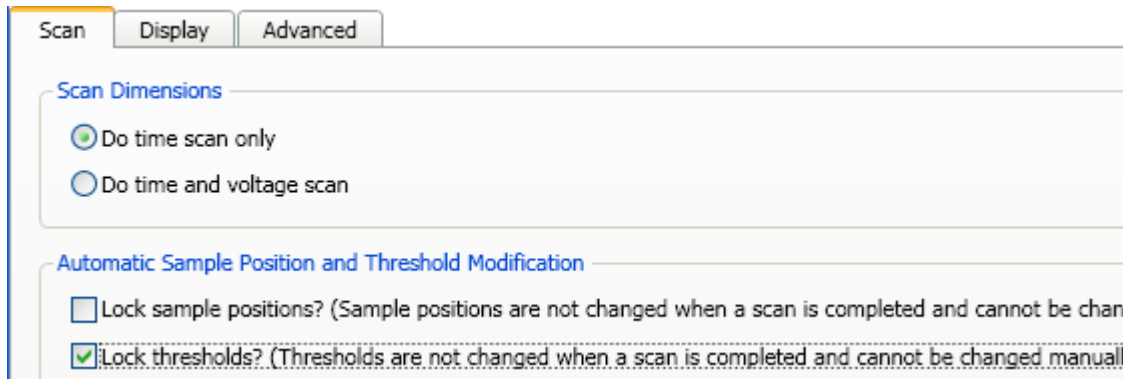 Scan Display Advanced
Scan Dimensions
Do time scan only
Do time and voltage scan
Automatic Sample Position and Threshold Modification
Lock sample positions? (Sample positions are not changed when a scan is completed and cannot be chan
Lock thresholds? (Thresholds are not changed when a scan is completed and cannot be changed manuall